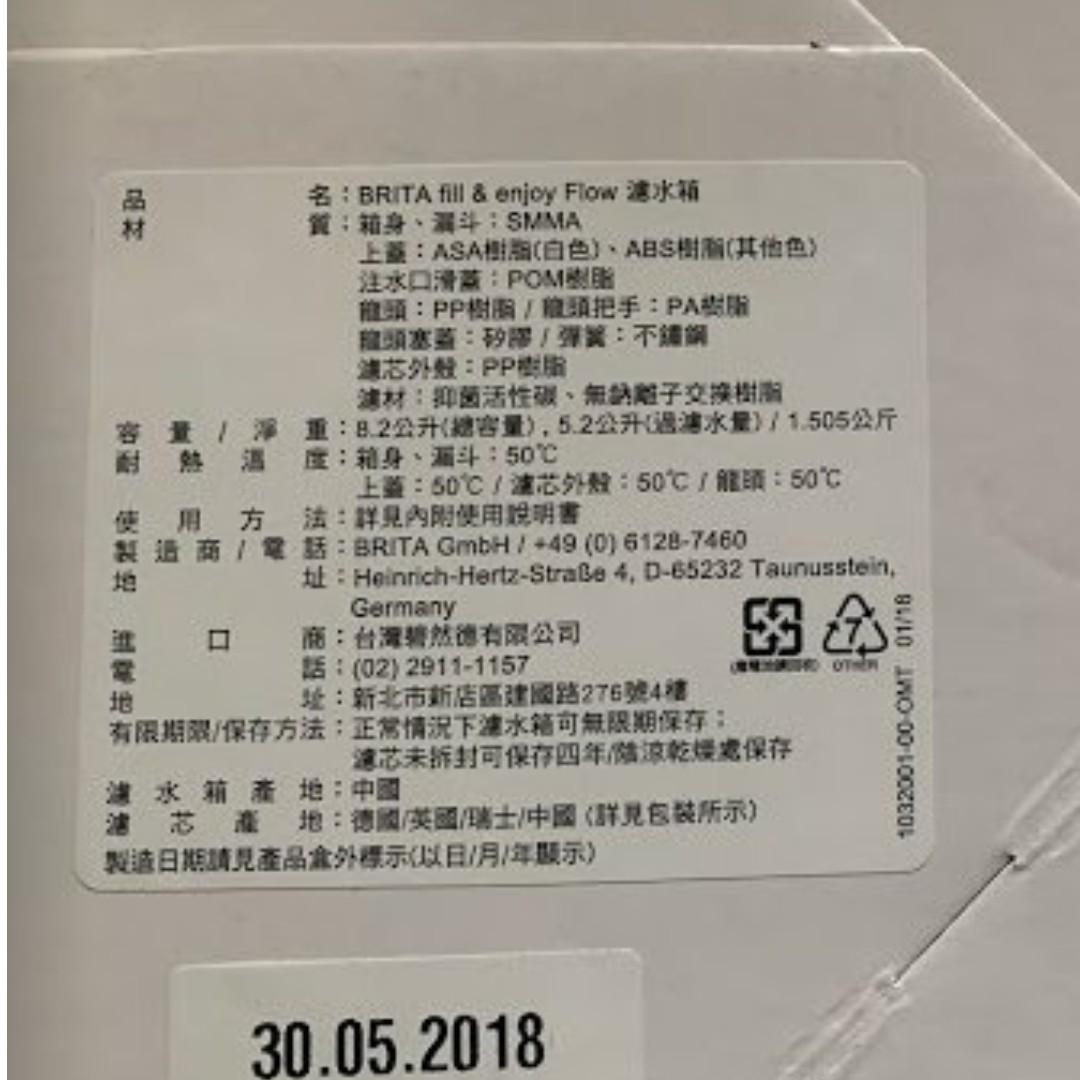 品名：BRITA fill & enjoy Flow 濾水箱
材質：箱身、漏斗：SMMA
上蓋：ASA樹脂(白色)、ABS樹脂(其他色)
注水口滑蓋：POM樹脂
龍頭：PP樹脂 / 龍頭把手：PA樹脂
龍頭塞蓋：矽膠 / 彈簧：不鏽鋼
濾芯外殼：PP樹脂
濾材：抑菌活性碳、無鈉離子交換樹脂
容量/淨重：8.2公升(總容量) , 5.2公升(過濾水量) / 1.505公斤
耐熱溫度：箱身、漏斗：50℃
上蓋：50℃ / 濾芯外殼：50℃ / 龍頭：50℃
使用方法：詳見內附使用說明書
製造商/電話：BRITA GmbH / +49 (0) 6128-7460
地址：Heinrich-Hertz-Straße 4, D-65232 Taunusstein,
Germany
進口商：台灣碧然德有限公司
電話：(02) 2911-1157
地址：新北市新店區建國路276號4樓
有限期限/保存方法：正常情況下濾水箱可無限期保存；
濾芯未拆封可保存四年/陰涼乾燥處保存
濾水箱產地：中國
濾芯產地：德國/英國/瑞士/中國 (詳見包裝所示)
製造日期請見產品盒外標示(以日/月/年顯示)
7
OTHER
1032001-00-OMT 01/18
30.05.2018